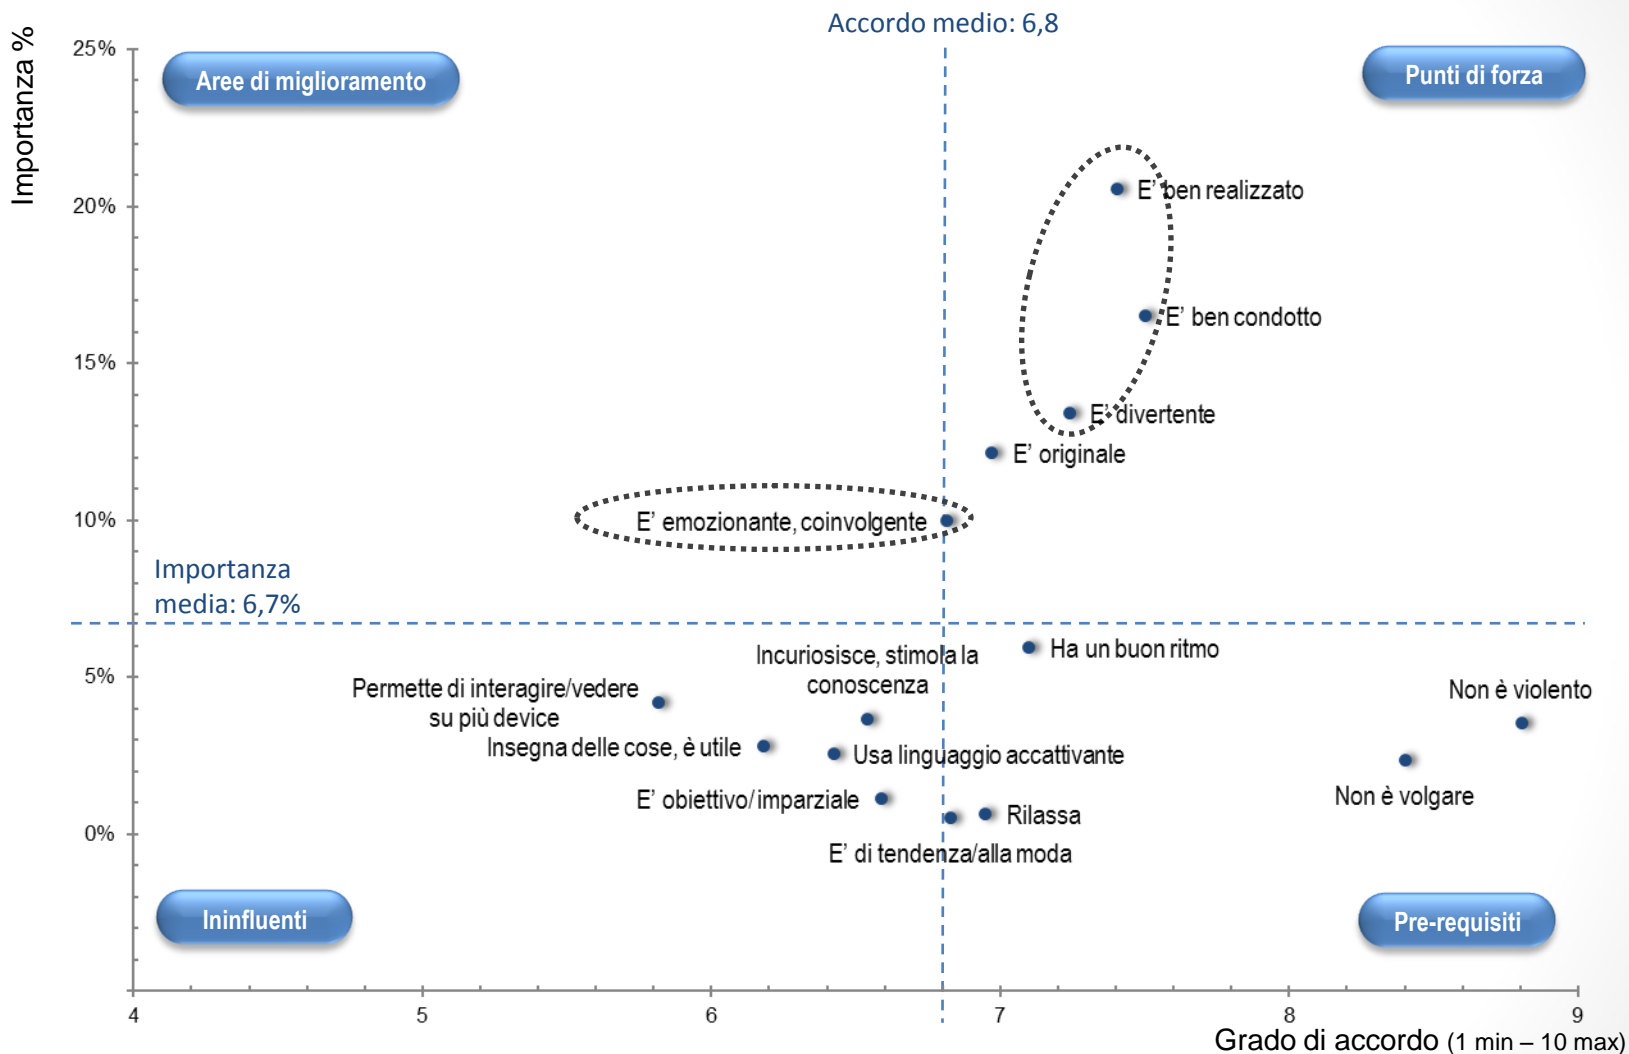 Accordo medio: 6,8
Importanza %
25%
Aree di miglioramento
Punti di forza
20%
E' ben realizzato
E' ben condotto
15%
E' divertente
E' originale
10%
E' emozionante, coinvolgente
Importanza
media: 6,7%
Ha un buon ritmo
Incuriosisce, stimola la
conoscenza
5%
Permette di interagire/vedere
su più device
Non è violento
Insegna delle cose, è utile
Usa linguaggio accattivante
E' obiettivo/imparziale
Non è volgare
Rilassa
0%
E' di tendenza/alla moda
Ininfluenti
Pre-requisiti
4 5 6 7 8 9
Grado di accordo (1 min – 10 max)